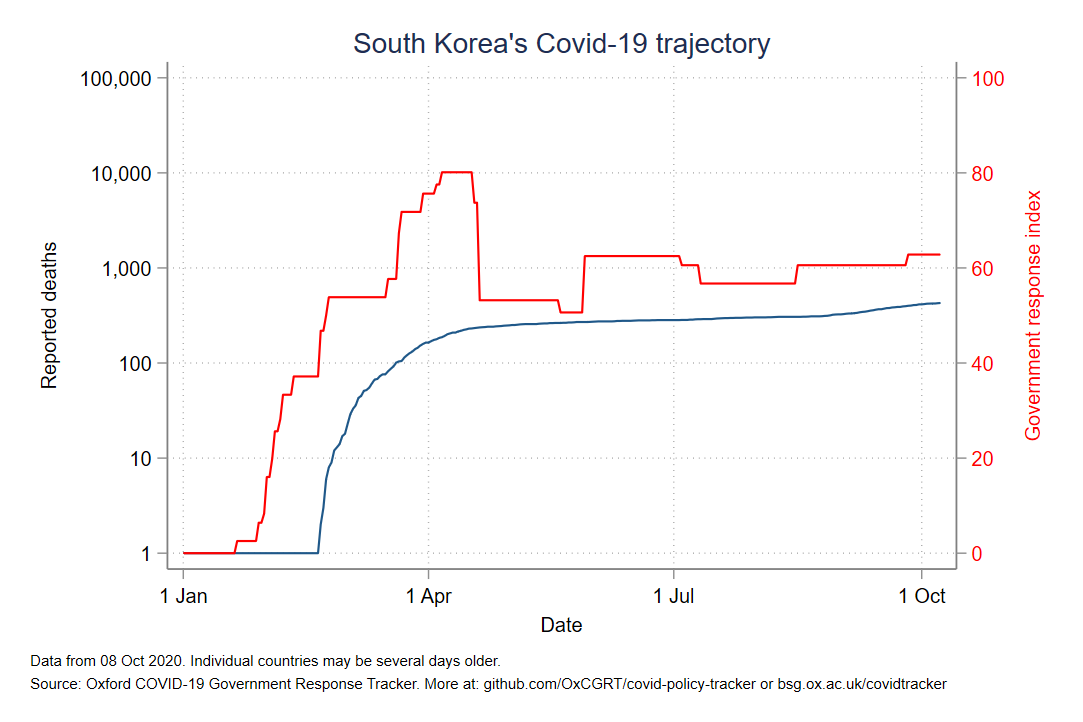 South Korea's Covid-19 trajectory
100,000
10,000
1,000
100
10
1
Reported deaths
100
80
60
40
20
0
Government response index
1 Jan
1 Apr
1 Jul
1 Oct
Date
Data from 08 Oct 2020. Individual countries may be several days older.
Source: Oxford COVID-19 Government Response Tracker. More at: github.com/OxCGRT/covid-policy-tracker or bsg.ox.ac.uk/covidtracker